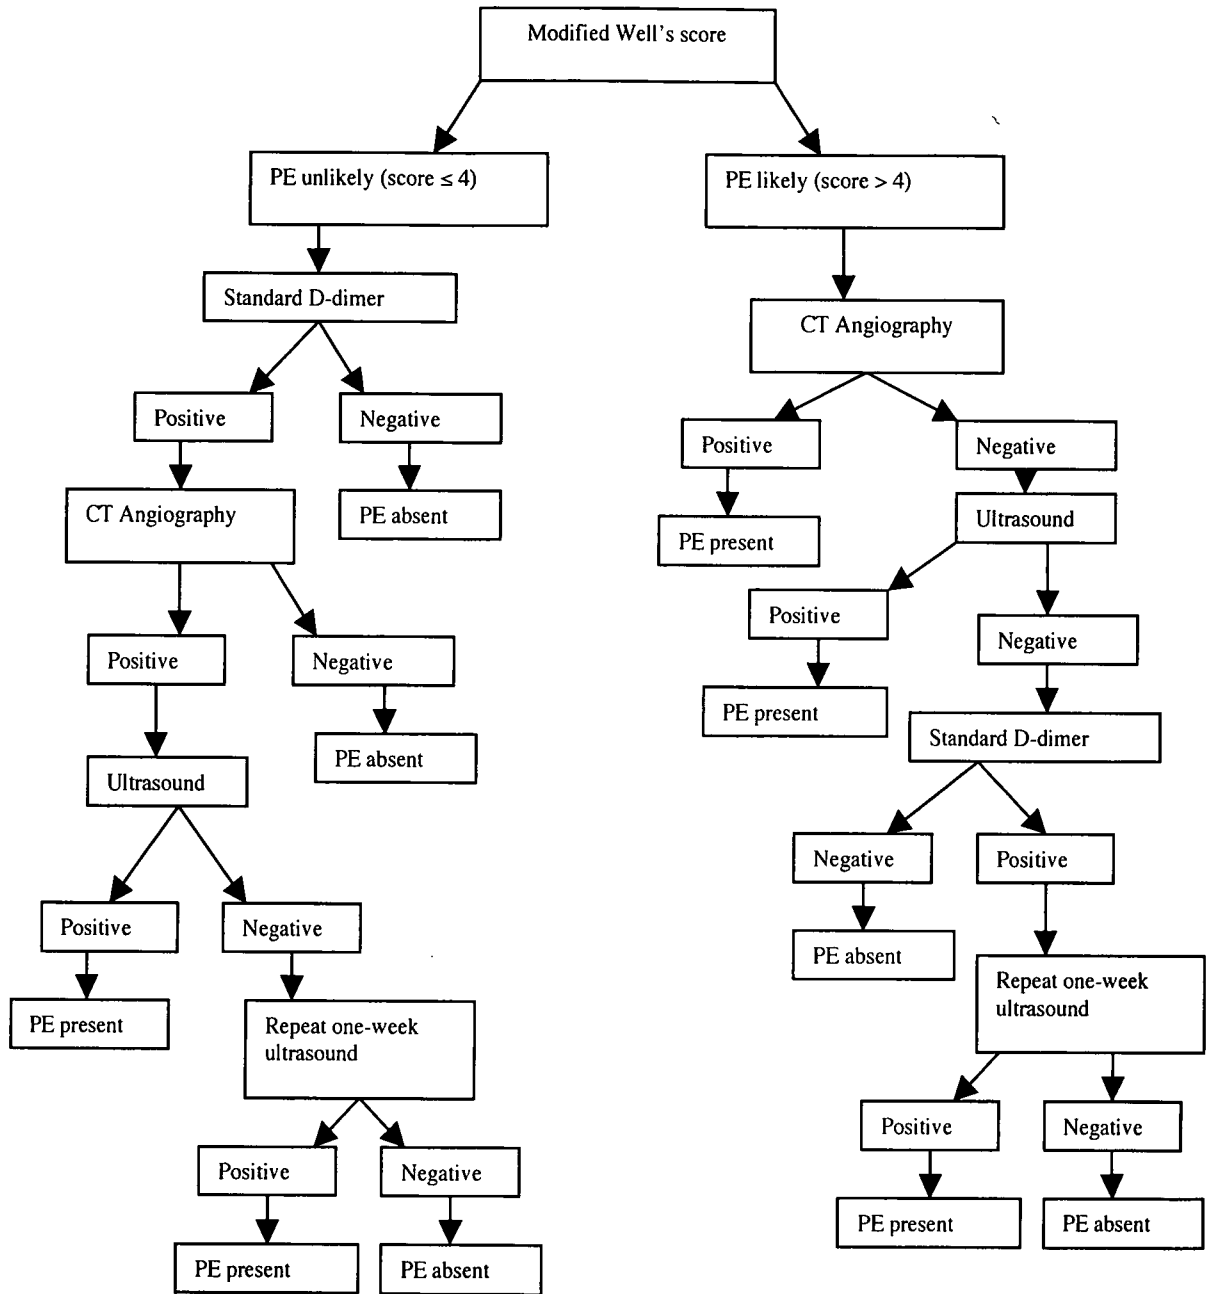 Modified Well's score
PE unlikely (score ≤ 4)
PE likely (score > 4)
Standard D-dimer
CT Angiography
Positive
Negative
Positive
Negative
CT Angiography
PE absent
PE present
Ultrasound
Positive
Negative
Positive
Negative
PE absent
PE present
Standard D-dimer
Ultrasound
Negative
Positive
Positive
Negative
PE absent
Repeat one-week
ultrasound
PE present
Repeat one-week
ultrasound
Positive
Negative
Positive
Negative
PE present
PE absent
PE present
PE absent